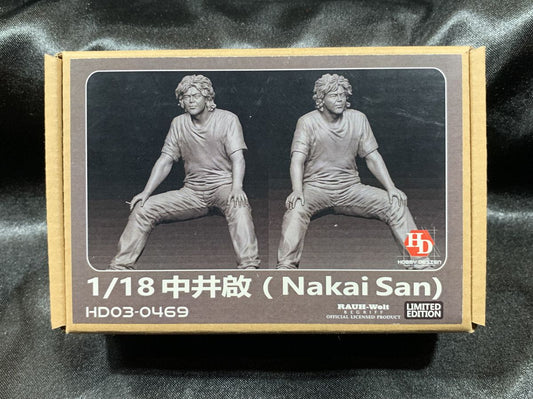 HD
HOBBY DESIGN
1/18 中井啟 ( Nakai San)
HD03-0469
RAUH-Welt
BEGRIFF
OFFICIAL LICENSED PRODUCT
LIMITED
EDITION